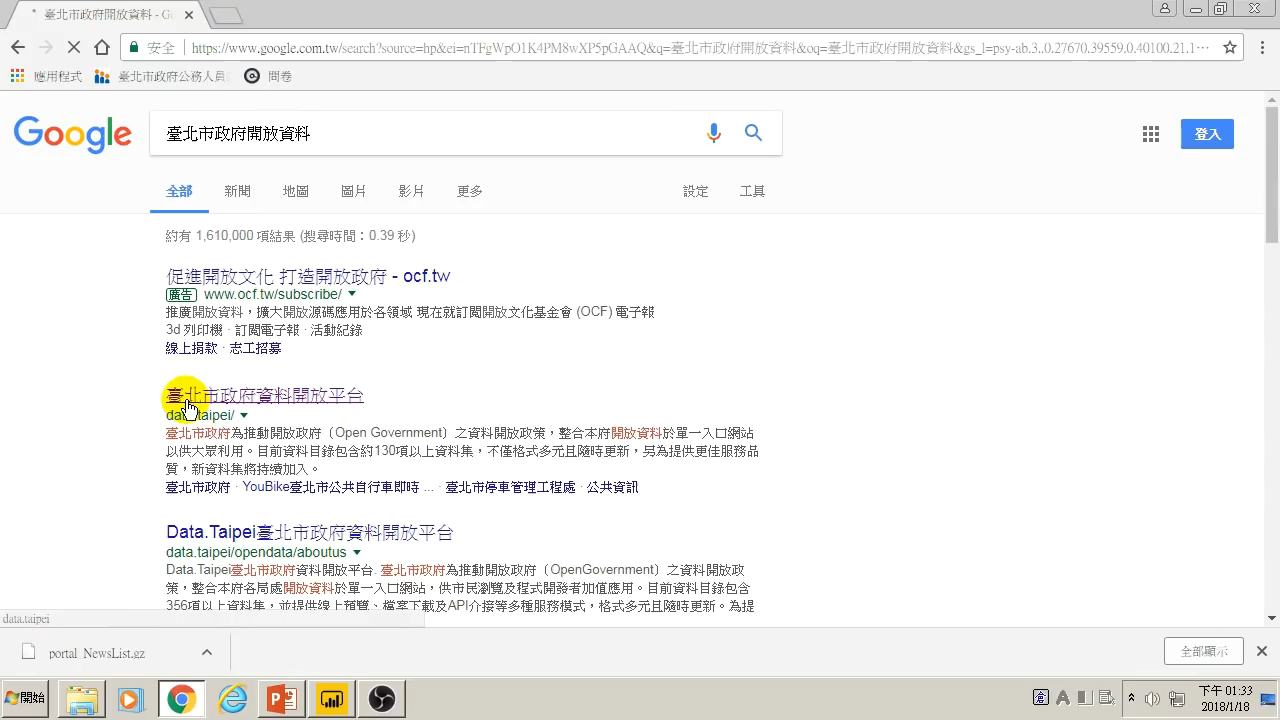 臺北市政府開放資料 - Go
安全
https://www.google.com.tw/search?source=hp&ei=nTFgWpO1K4PM0wXP5pGAAQ&q=臺北市政府開放資料&oq=臺北市政府開放資料&gs_l=psy-ab.3..0.27670.39559.0.40100.21.1···
應用程式 臺北市政府公務人員 問卷
Google
臺北市政府開放資料
登入
全部 新聞 地圖 圖片 影片 更多 設定 工具
約有 1,610,000 項結果 (搜尋時間：0.39 秒)
促進開放文化 打造開放政府 - ocf.tw
廣告 www.ocf.tw/subscribe/
推廣開放資料，擴大開放源碼應用於各領域 現在就訂閱開放文化基金會 (OCF) 電子報
3d 列印機 · 訂閱電子報 · 活動紀錄
線上捐款 · 志工招募
臺北市政府資料開放平台
data.taipei/
臺北市政府為推動開放政府〔Open Government〕之資料開放政策，整合本府開放資料於單一入口網站
以供大眾利用。目前資料目錄包含約130項以上資料集，不僅格式多元且隨時更新，另為提供更佳服務品
質，新資料集將持續加入。
臺北市政府 · YouBike臺北市公共自行車即時 ... · 臺北市停車管理工程處 · 公共資訊
Data.Taipei臺北市政府資料開放平台
data.taipei/opendata/aboutus
Data.Taipei臺北市政府資料開放平台. 臺北市政府為推動開放政府〔OpenGovernment〕之資料開放政
策，整合本府各局處開放資料於單一入口網站，供市民瀏覽及程式開發者加值應用。目前資料目錄包含
356項以上資料集，並提供線上預覽、檔案下載及API介接等多種服務模式，格式多元且隨時更新。為提
data.taipei
portal_NewsList.gz
全部顯示
開始
下午 01:33
2018/1/18